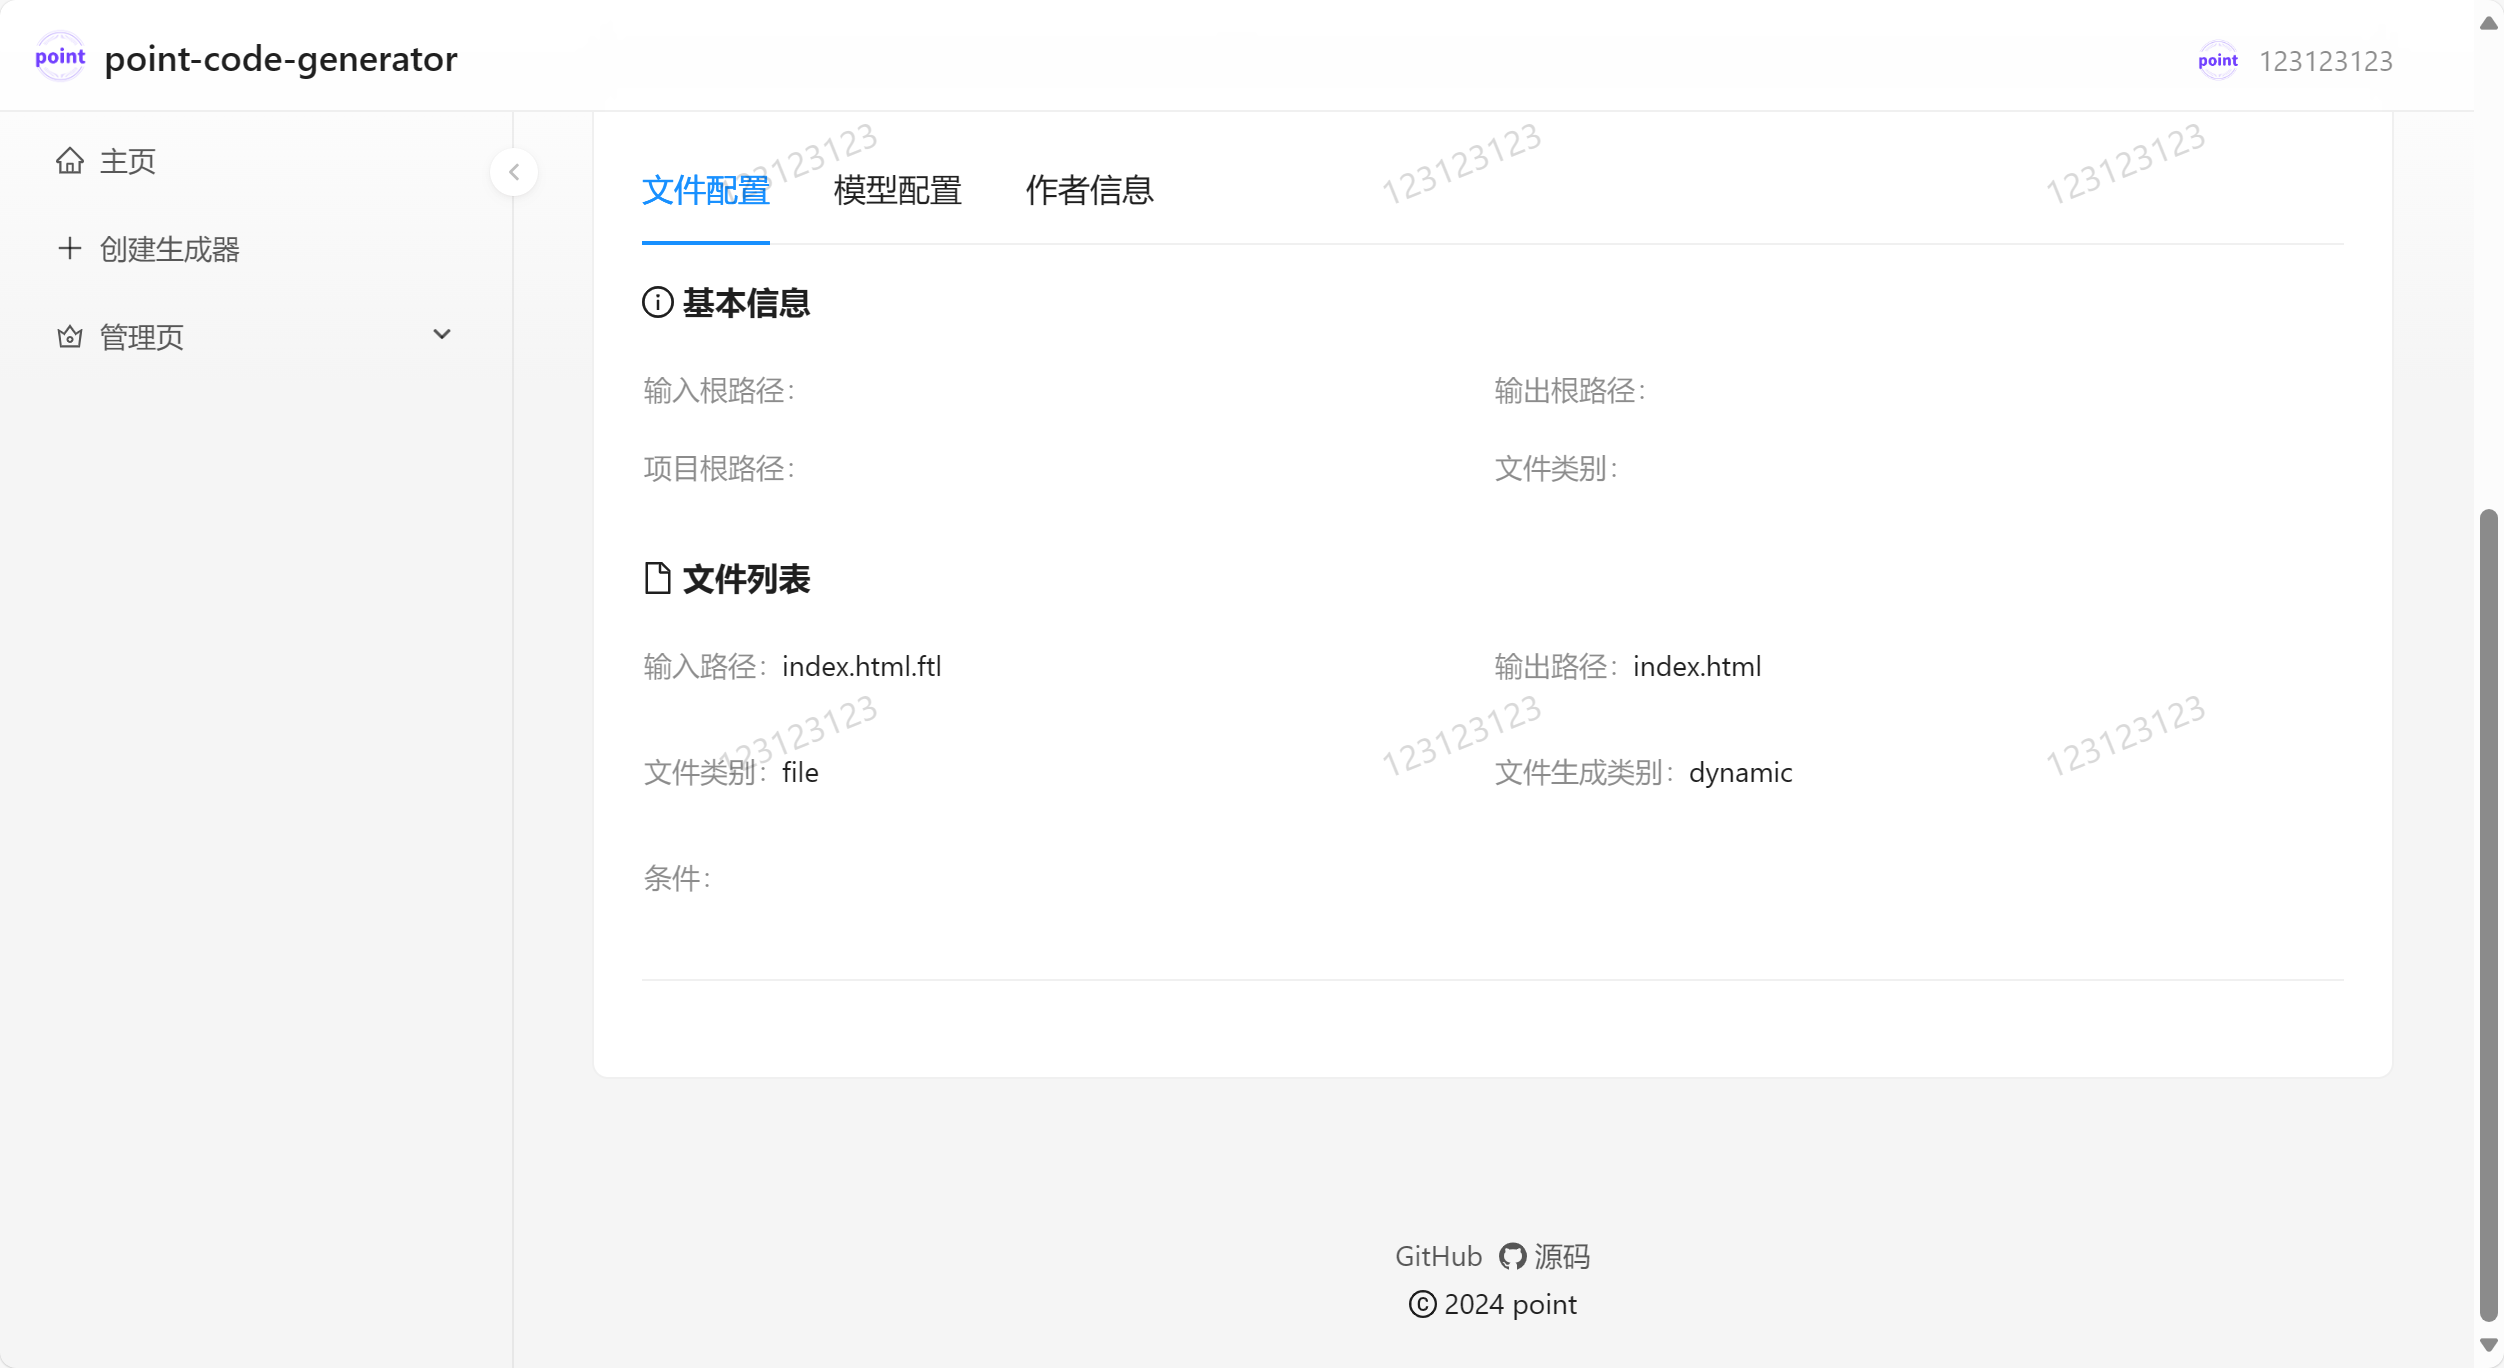 point point-code-generator
point 123123123
主页
创建生成器
管理页
文件配置 模型配置 作者信息
123123123 123123123 123123123
基本信息
输入根路径: 输出根路径:
项目根路径: 文件类别:
文件列表
输入路径: index.html.ftl 输出路径: index.html
123123123 123123123 123123123
文件类别: file 文件生成类别: dynamic
条件:
GitHub 源码
© 2024 point